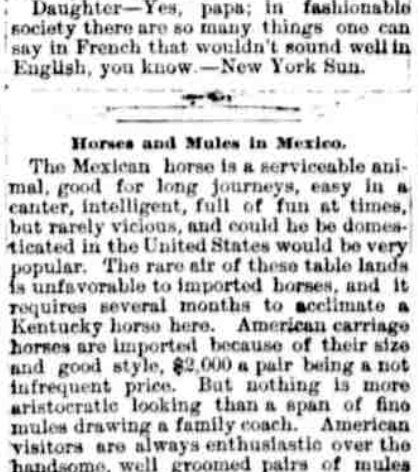 Daughter—Yes, papa; in fashionable
society there are so many things one can
say in French that wouldn't sound well in
English, you know.—New York Sun.
Horses and Mules in Mexico.
The Mexican horse is a serviceable ani-
mal, good for long journeys, easy in a
canter, intelligent, full of fun at times,
but rarely vicious, and could he be domes-
ticated in the United States would be very
popular. The rare air of these table lands
is unfavorable to imported horses, and it
requires several months to acclimate a
Kentucky horse here. American carriage
horses are imported because of their size
and good style, $2,000 a pair being a not
infrequent price. But nothing is more
aristocratic looking than a span of fine
mules drawing a family coach. American
visitors are always enthusiastic over the
handsome, well groomed pairs of mules